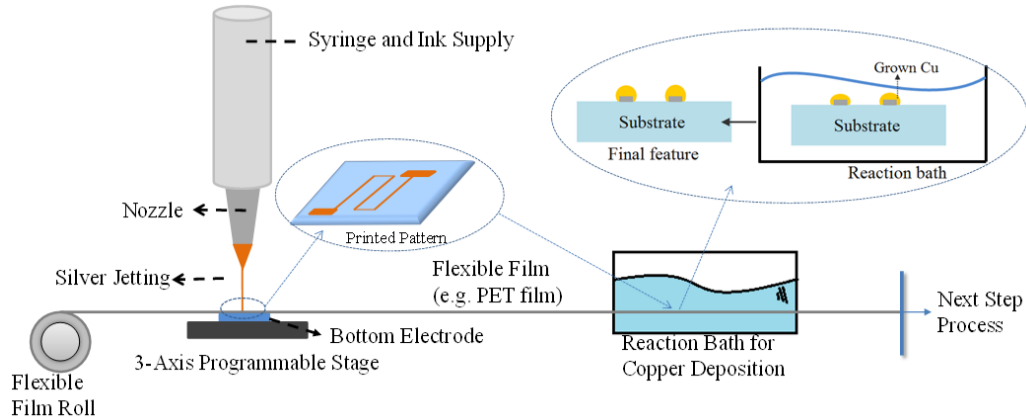 Syringe and Ink Supply
Grown Cu
Substrate
Substrate
Final feature
Reaction bath
Nozzle
Printed Pattern
Silver Jetting
Flexible Film
(e.g. PET film)
Next Step
Process
Bottom Electrode
3-Axis Programmable Stage
Reaction Bath for
Copper Deposition
Flexible
Film Roll